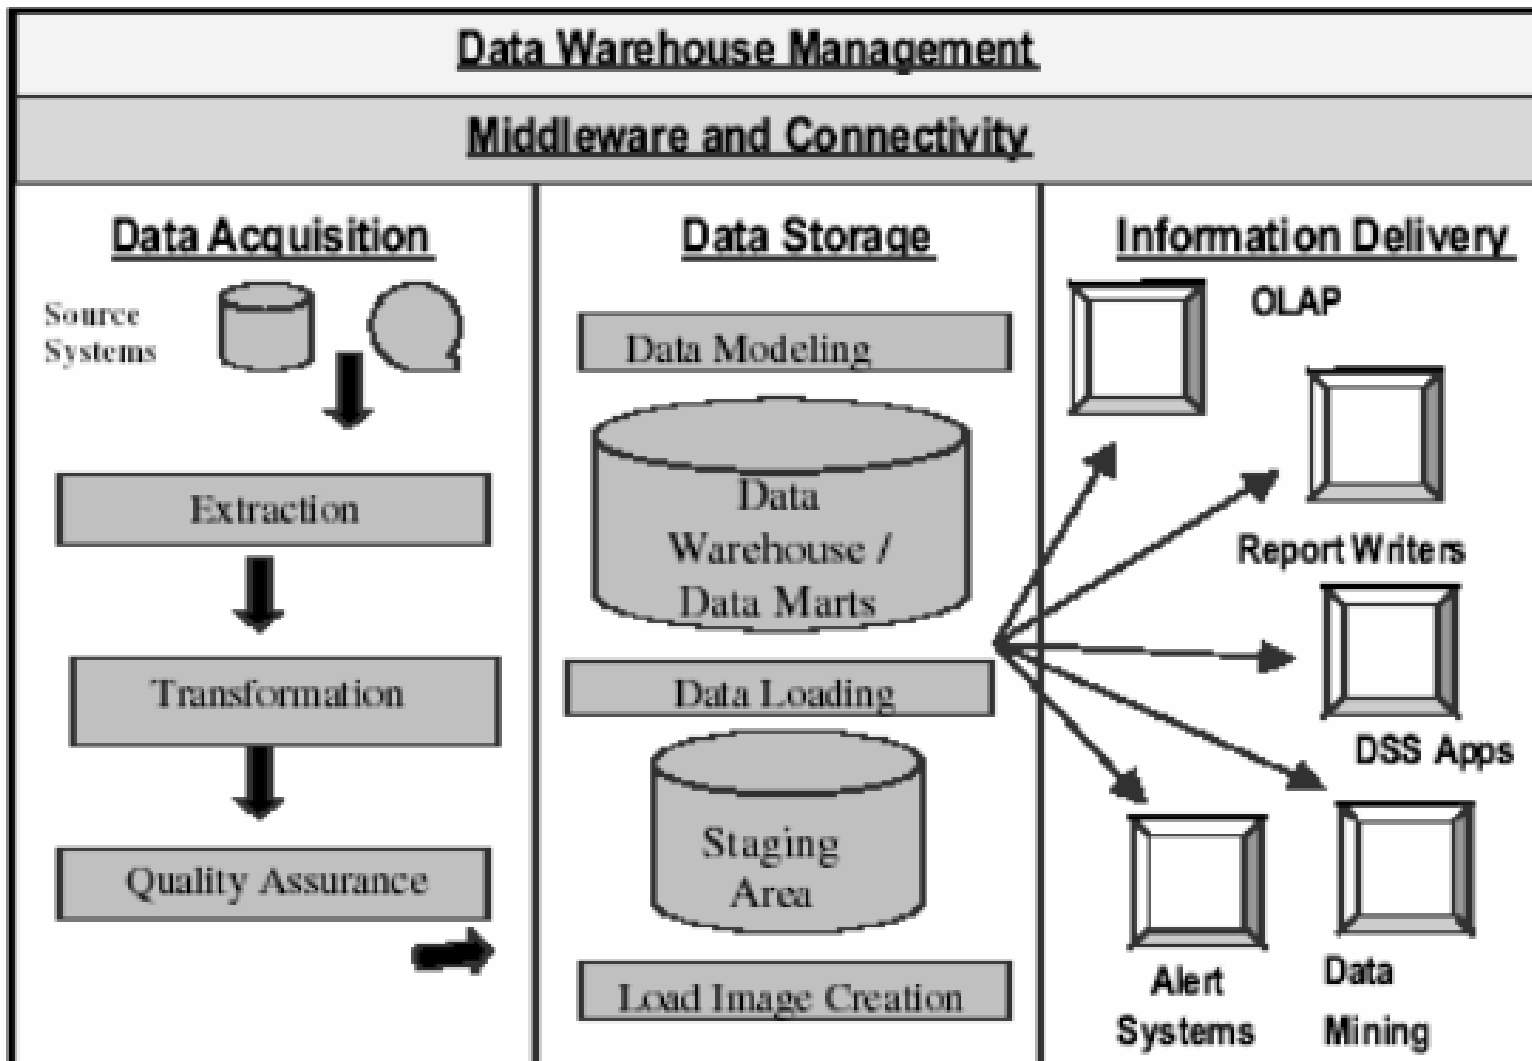 Data Warehouse Management
Middleware and Connectivity
Data Acquisition
Source
Systems
Extraction
Transformation
Quality Assurance
Data Storage
Data Modeling
Data
Warehouse /
Data Marts
Data Loading
Staging
Area
Load Image Creation
Information Delivery
OLAP
Report Writers
DSS Apps
Alert
Systems
Data
Mining